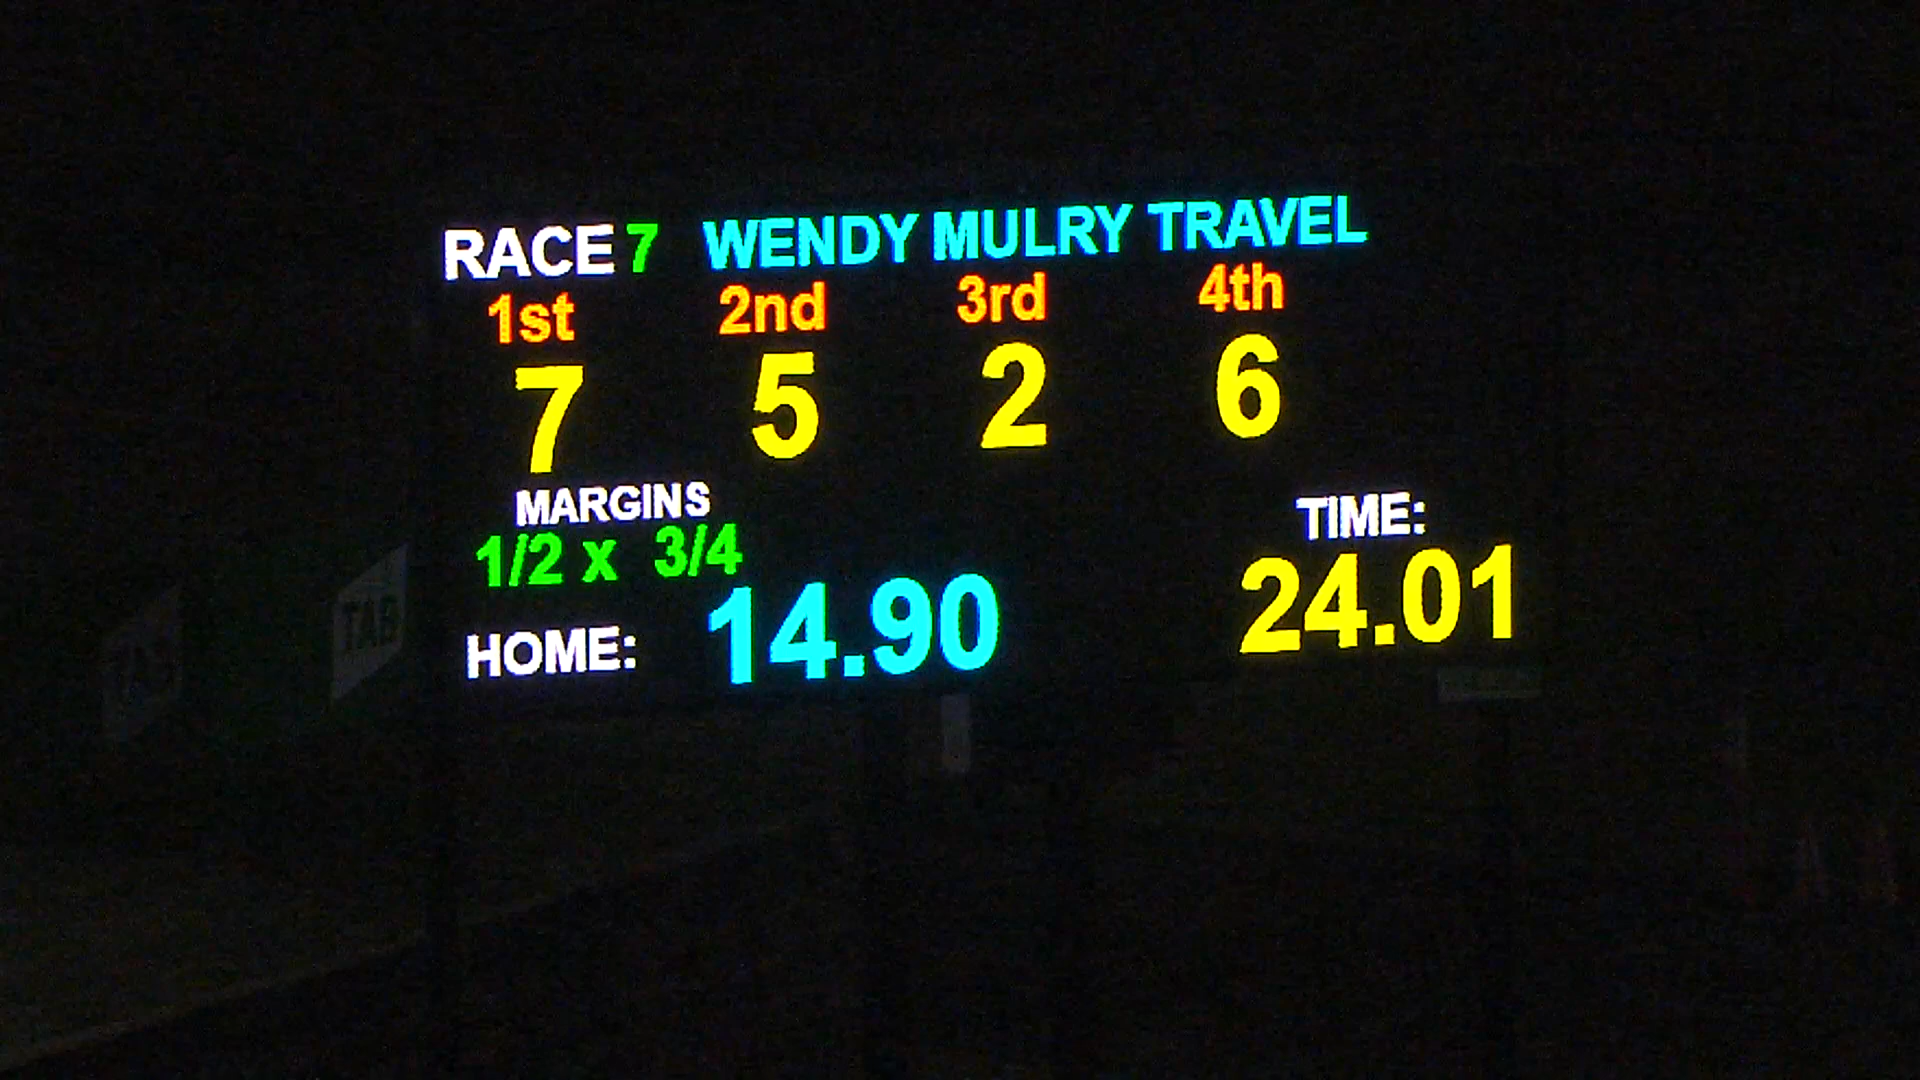 RACE 7 WENDY MULRY TRAVEL
1st 2nd 3rd 4th
7 5 2 6
MARGINS
1/2 x 3/4
TIME:
24.01
HOME: 14.90
TAB